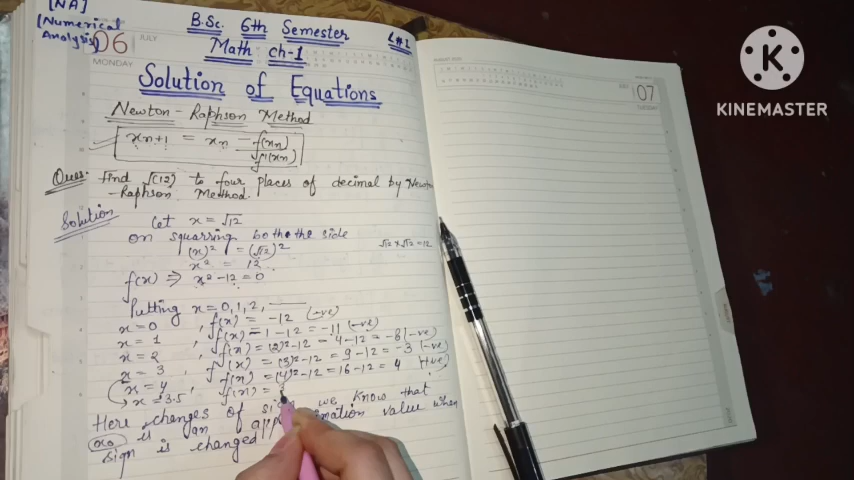 [NA]
[Numerical Analysis]
06 JULY
MONDAY
B.Sc. 6th Semester
Math ch-1
L#2
Solution of Equations
Newton-Raphson Method
xn+1 = xn - f(xn)/f'(xn)
Ques: Find √(12) to four places of decimal by Newton
-Raphson Method.
Solution
Let x = √12
on squarring both the side
(x)² = (√12)²
√12 x √12 = 12
x² = 12
f(x) ⇒ x² - 12 = 0
Putting x = 0, 1, 2,
x = 0, f(x) = -12 (-ve)
x = 1, f(x) = 1 - 12 = -11 (-ve)
x = 2, f(x) = (2)² - 12 = 4 - 12 = -8 (-ve)
x = 3, f(x) = (3)² - 12 = 9 - 12 = -3 (-ve)
x = 4, f(x) = (4)² - 12 = 16 - 12 = 4 (+ve)
x = 3.5, f(x) =
Here changes of sign we know that
x₀ is an value when
sign is changed
07
KINEMASTER